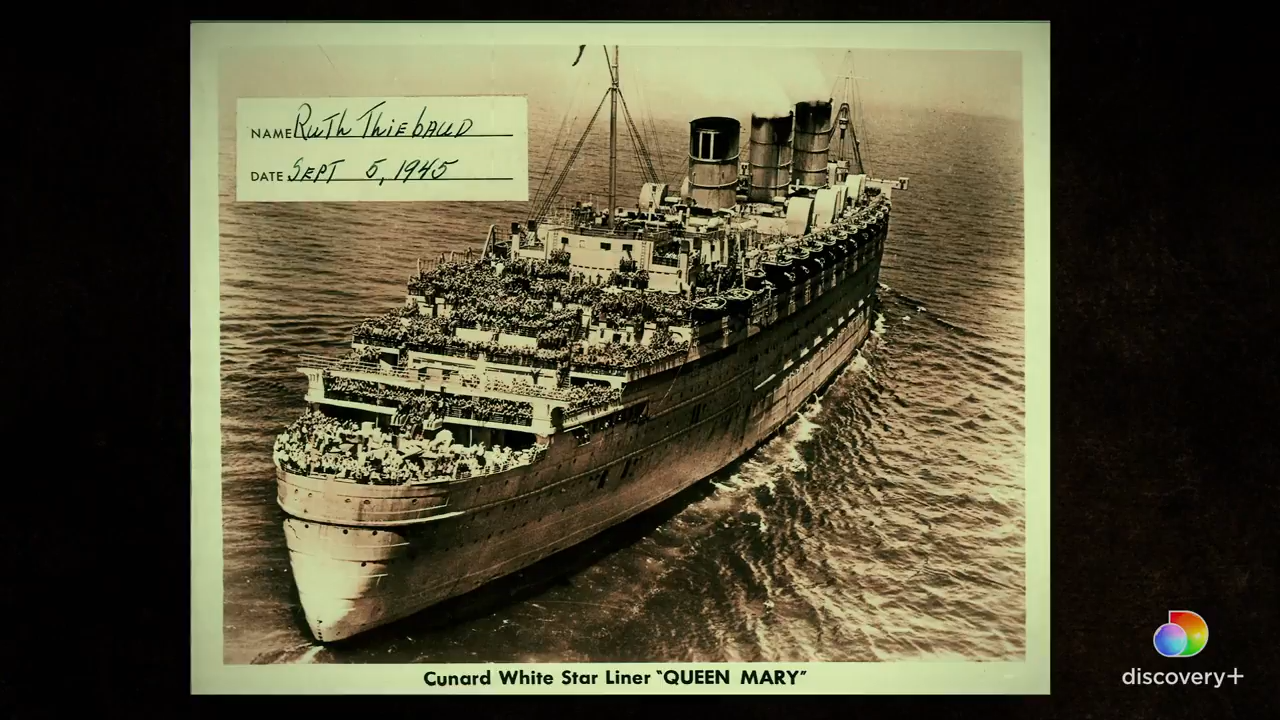 NAME RUTH THIEBAUD
DATE SEPT 5, 1945
Cunard White Star Liner "QUEEN MARY"
discovery+